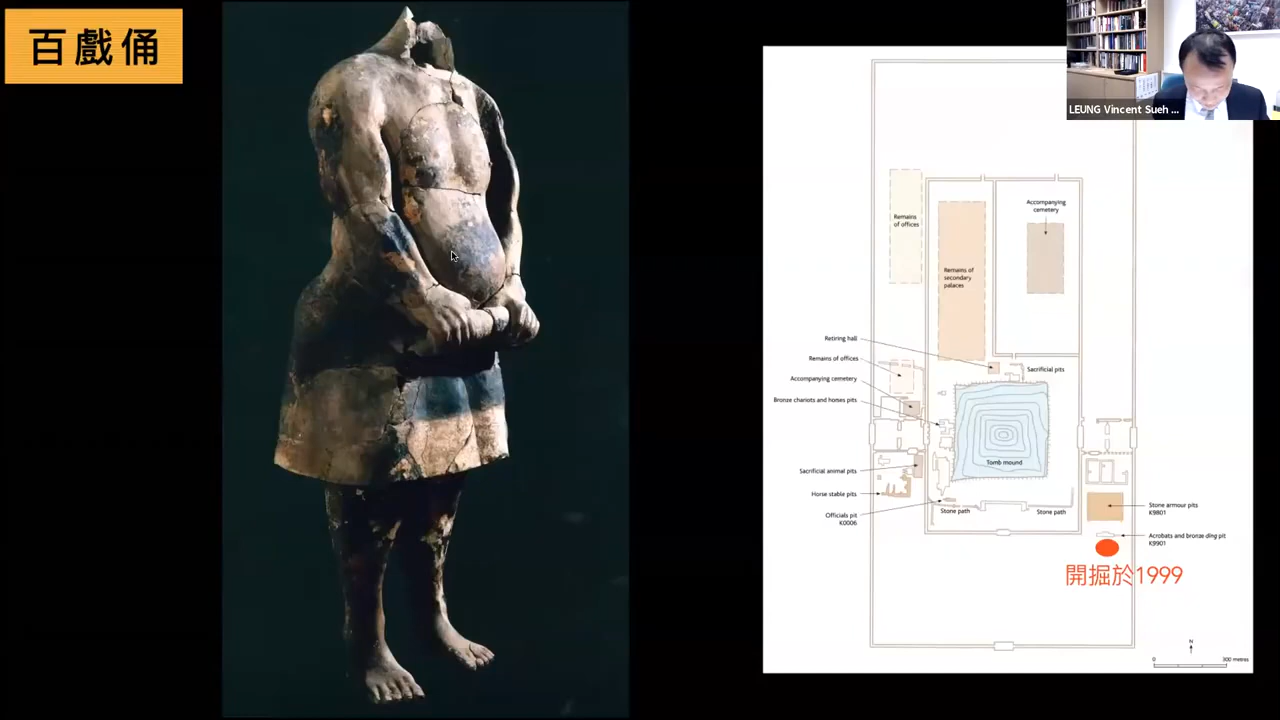 百戲俑
LEUNG Vincent Sueh ...
Remains
of offices
Accompanying
cemetery
Remains of
secondary
palaces
Retiring hall
Remains of offices
Accompanying cemetery
Bronze chariots and horses pits
Sacrificial pits
Tomb mound
Sacrificial animal pits
Horse stable pits
Officials pit
K0006
Stone path
Stone path
Stone armour pits
K9801
Acrobats and bronze ding pit
K9901
開掘於1999
N
0
300 metres